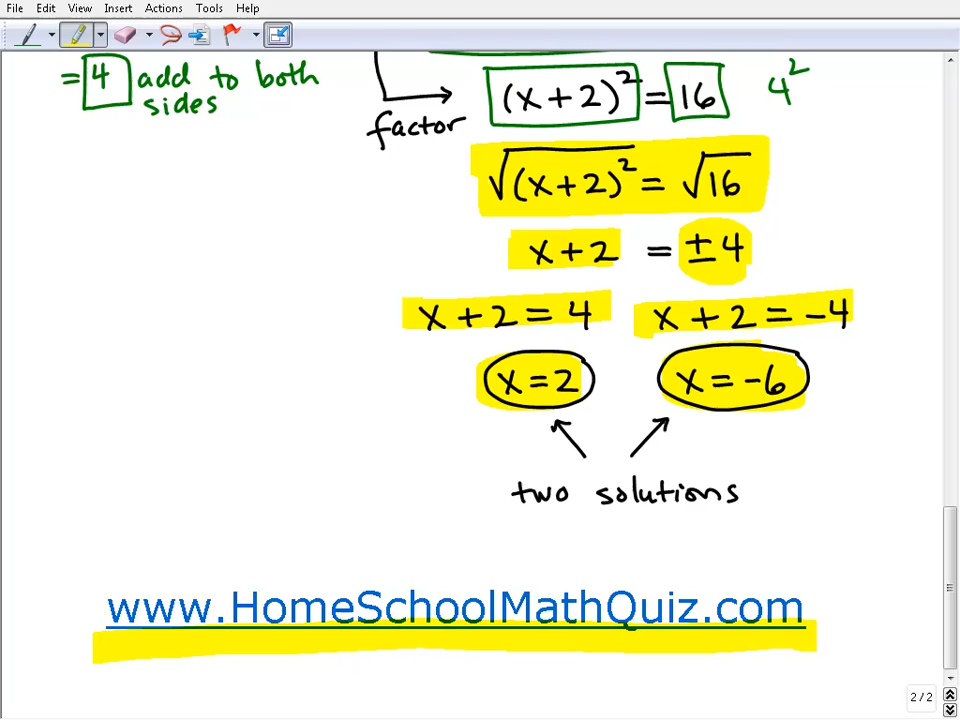 File Edit View Insert Actions Tools Help
= 4 add to both
sides
factor
(x+2)² = 16 4²
√(x+2)² = √16
x+2 = ±4
x+2 = 4 x+2 = -4
x=2 x=-6
two solutions
www.HomeSchoolMathQuiz.com
2/2